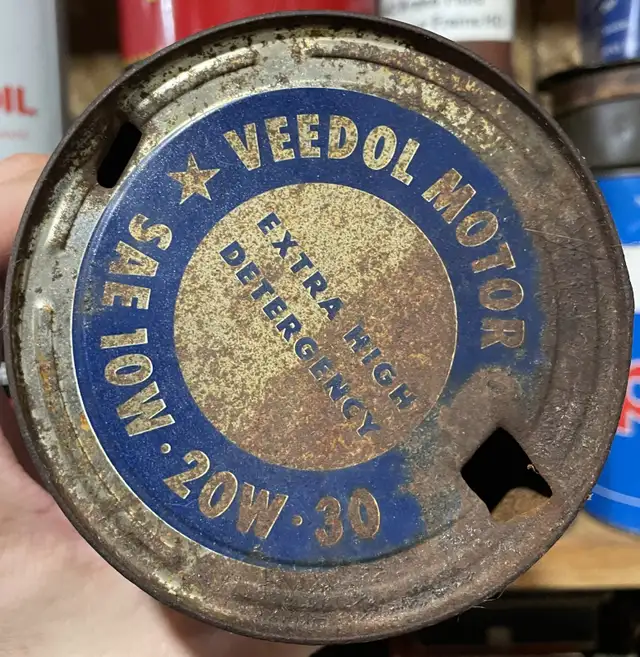 ★ VEEDOL MOTOR
SAE 10W · 20W · 30
EXTRA HIGH
DETERGENCY